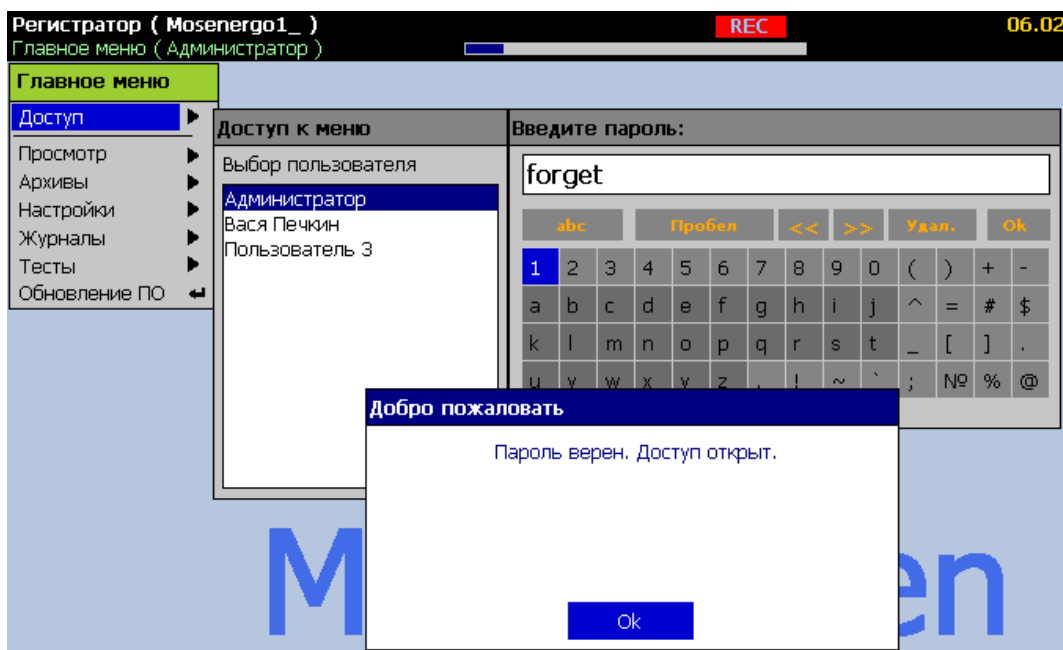 Регистратор ( Mosenergo1_ )
REC
06.02
Главное меню ( Администратор )
Главное меню
Доступ
Просмотр
Архивы
Настройки
Журналы
Тесты
Обновление ПО
Доступ к меню
Выбор пользователя
Администратор
Вася Печкин
Пользователь 3
Введите пароль:
forget
abc Пробел << >> Удал. Ok
1 2 3 4 5 6 7 8 9 0 ( ) + -
a b c d e f g h i j ^ = # $
k l m n o p q r s t _ [ ] .
u v w x y z , ! ~ ` ; № % @
Добро пожаловать
Пароль верен. Доступ открыт.
Ok
M
en